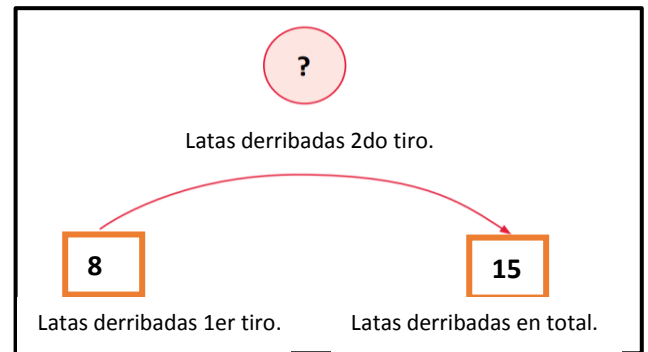 ?
Latas derribadas 2do tiro.
8
15
Latas derribadas 1er tiro.
Latas derribadas en total.